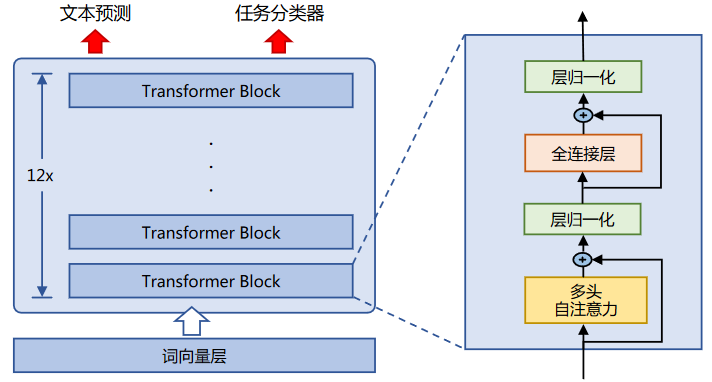 文本预测
任务分类器
Transformer Block
12x
Transformer Block
Transformer Block
词向量层
层归一化
+
全连接层
层归一化
+
多头
自注意力